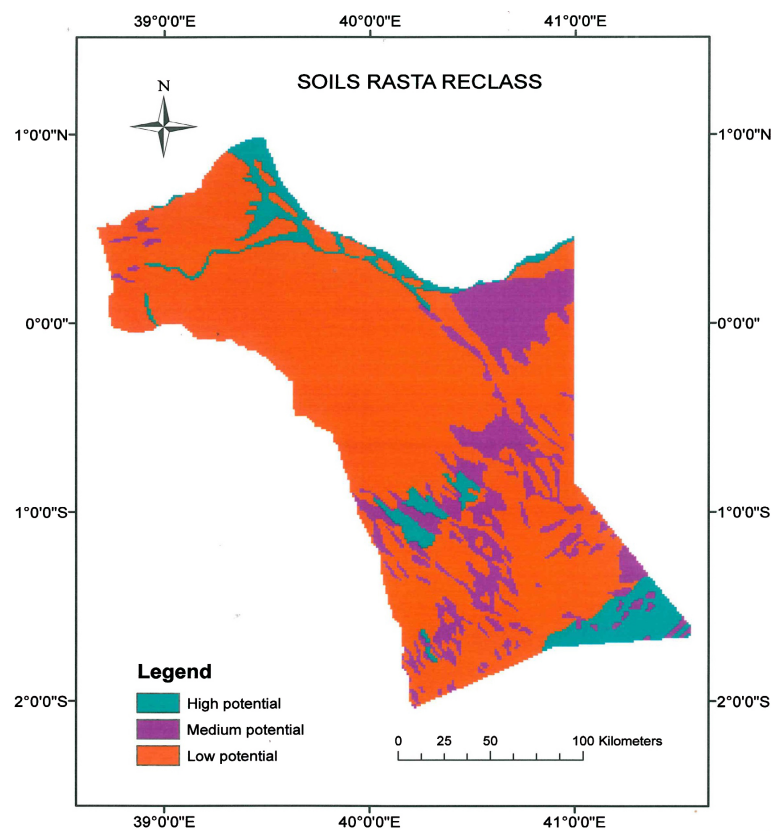 39°0'0"E 40°0'0"E 41°0'0"E
N
SOILS RASTA RECLASS
1°0'0"N 1°0'0"N
0°0'0" 0°0'0"
1°0'0"S 1°0'0"S
Legend
High potential
2°0'0"S 2°0'0"S
Medium potential
Low potential
0 25 50 100 Kilometers
39°0'0"E 40°0'0"E 41°0'0"E